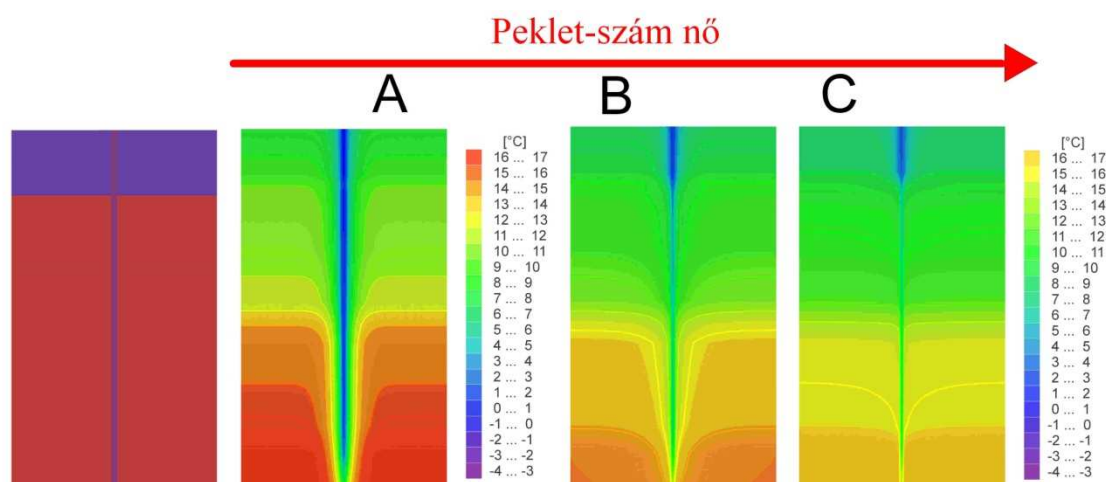 Peklet-szám nő
A
B
C
[°C]
16 ... 17
15 ... 16
14 ... 15
13 ... 14
12 ... 13
11 ... 12
10 ... 11
9 ... 10
8 ... 9
7 ... 8
6 ... 7
5 ... 6
4 ... 5
3 ... 4
2 ... 3
1 ... 2
0 ... 1
-1 ... 0
-2 ... -1
-3 ... -2
-4 ... -3
[°C]
16 ... 17
15 ... 16
14 ... 15
13 ... 14
12 ... 13
11 ... 12
10 ... 11
9 ... 10
8 ... 9
7 ... 8
6 ... 7
5 ... 6
4 ... 5
3 ... 4
2 ... 3
1 ... 2
0 ... 1
-1 ... 0
-2 ... -1
-3 ... -2
-4 ... -3